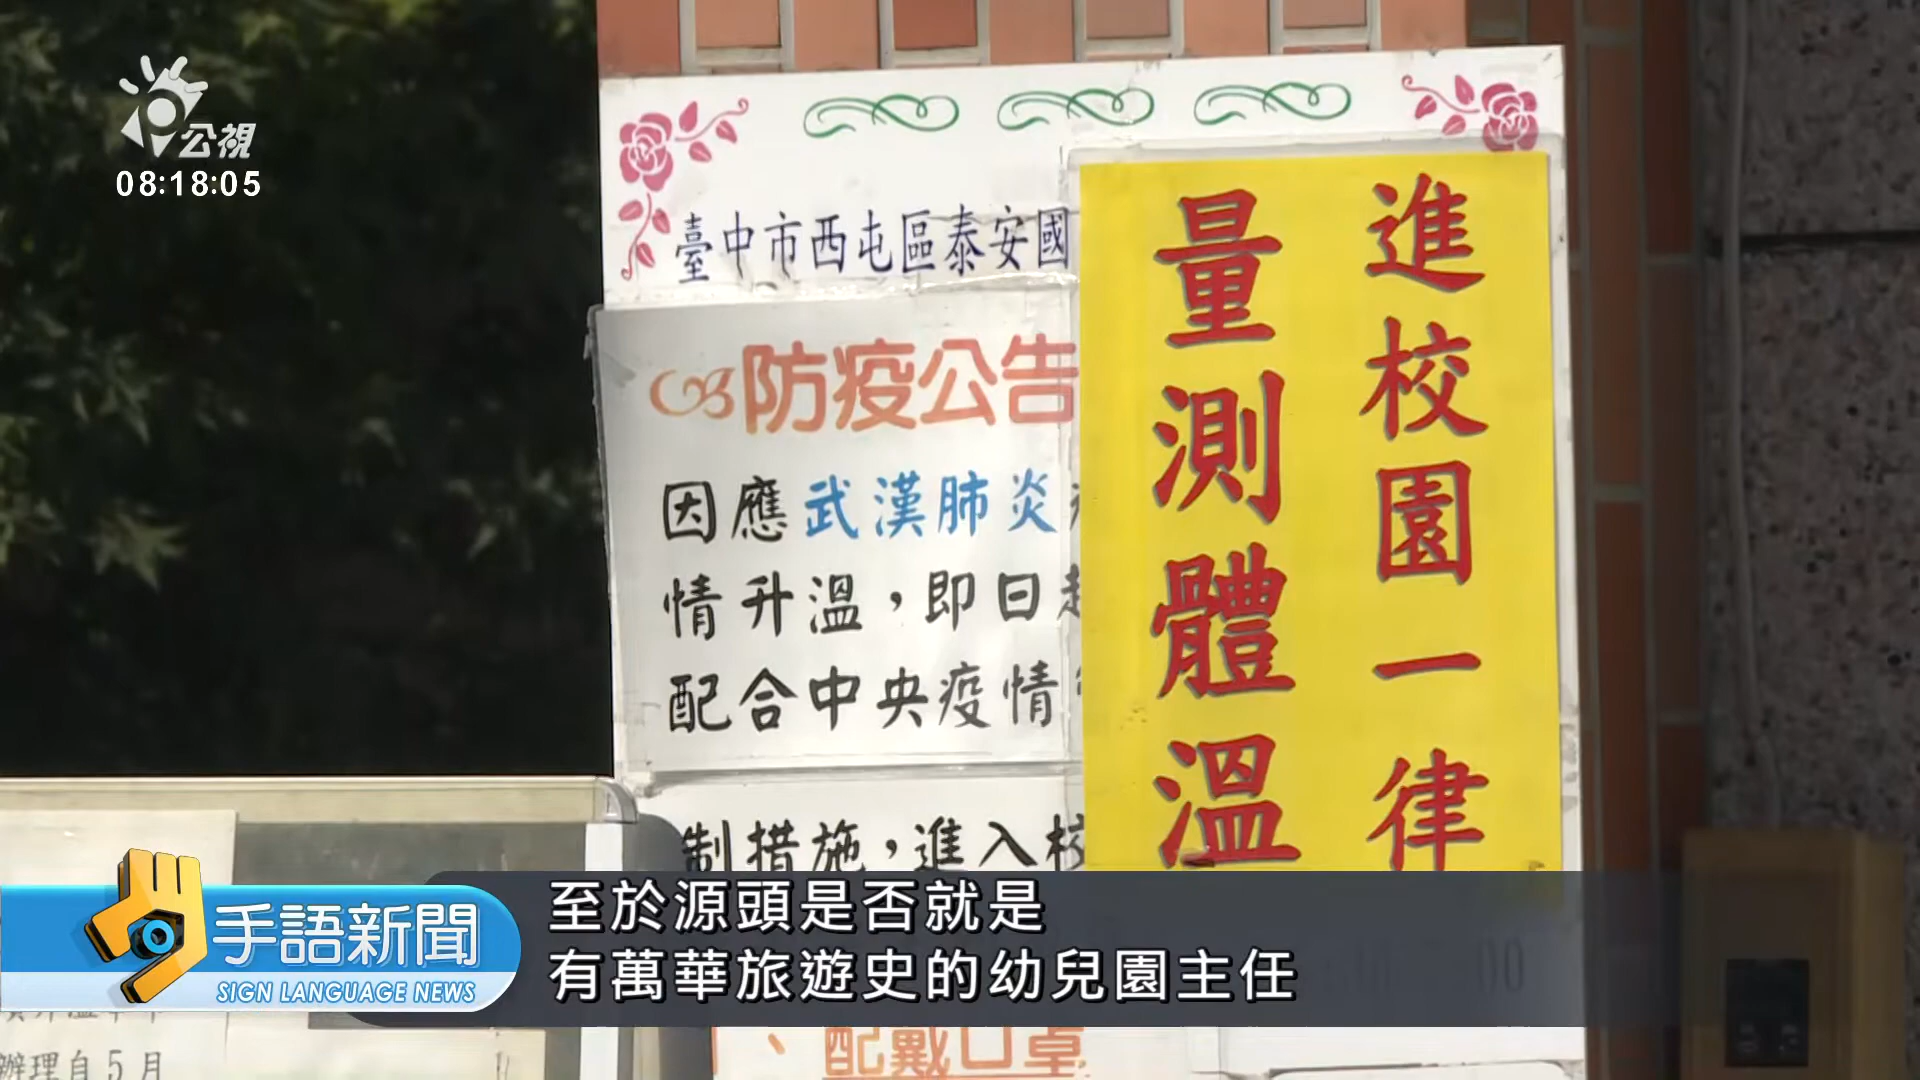 公視
08:18:05
臺中市西屯區泰安國
防疫公告
因應武漢肺炎
情升溫，即日起
配合中央疫情
制措施，進入校
、配戴口罩
進校園一律
量測體溫
辦理自5月
手語新聞
SIGN LANGUAGE NEWS
至於源頭是否就是
有萬華旅遊史的幼兒園主任